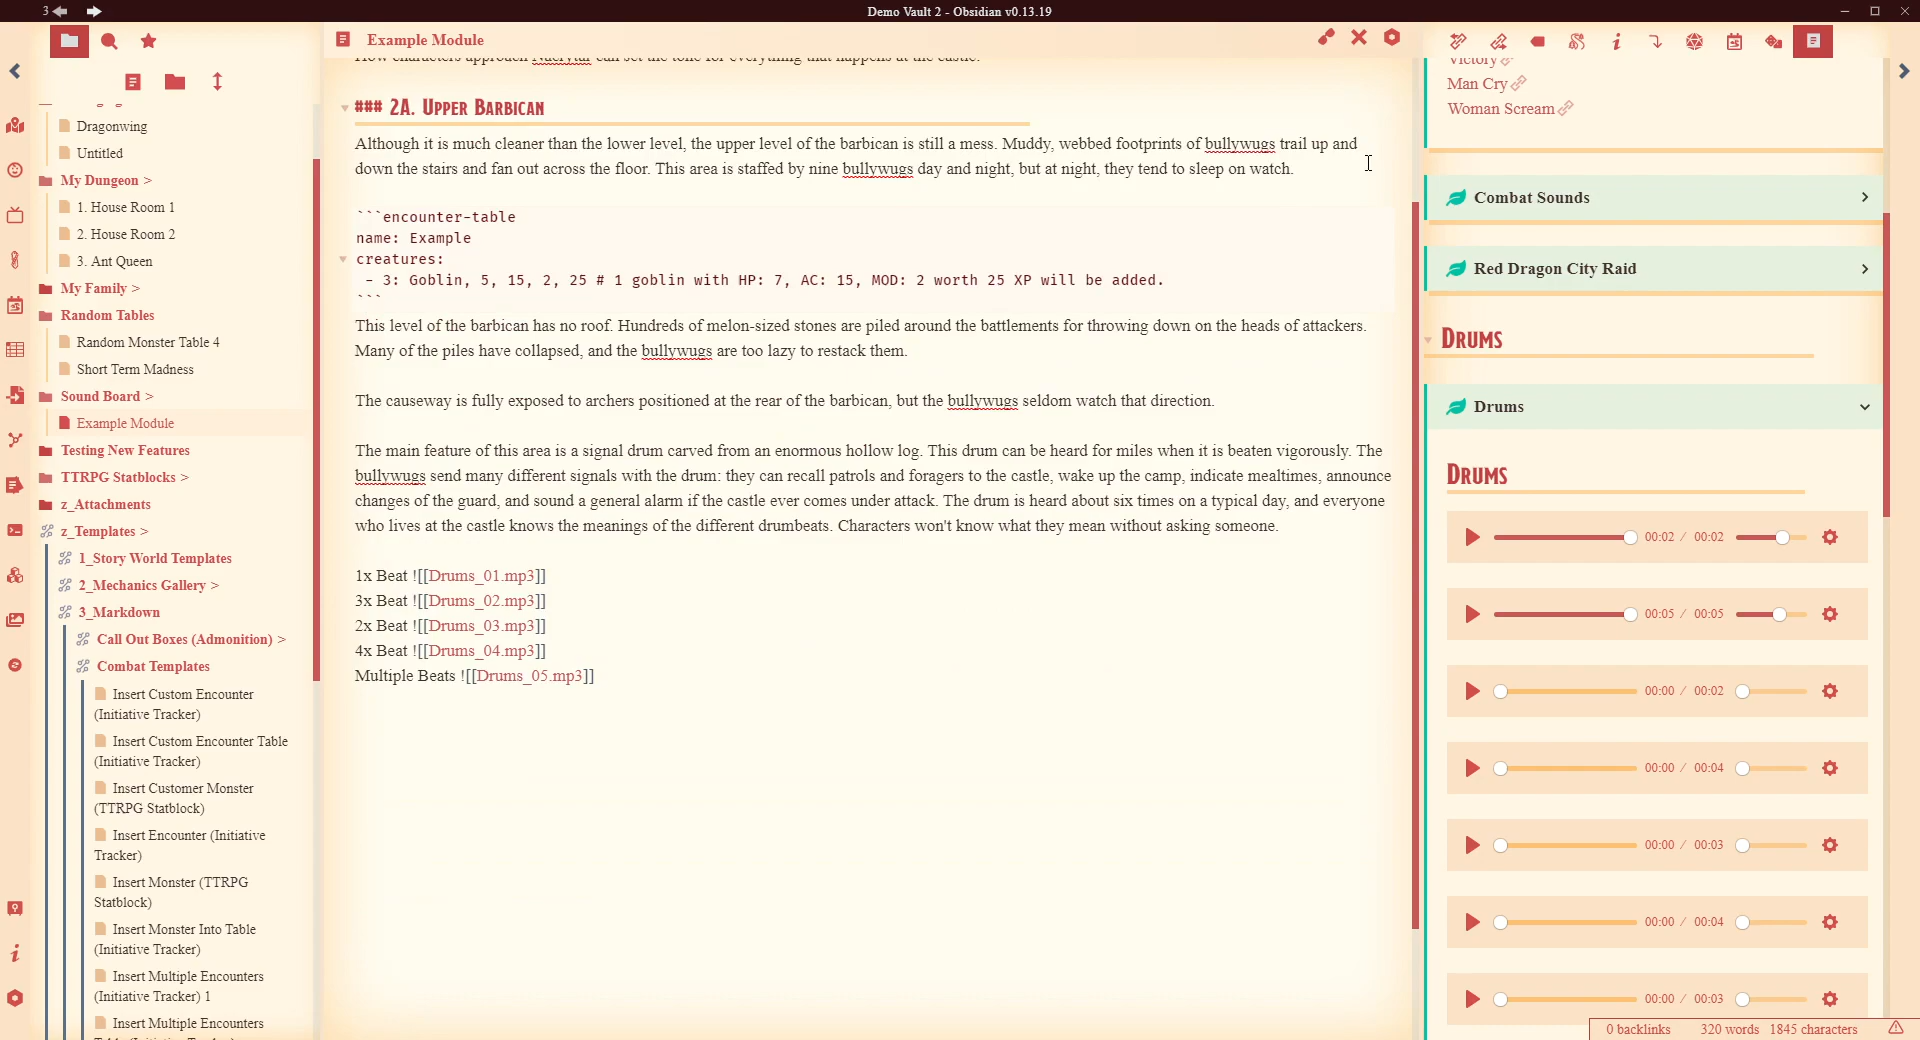 3
Demo Vault 2 - Obsidian v0.13.19
Dragonwing
Untitled
My Dungeon >
1. House Room 1
2. House Room 2
3. Ant Queen
My Family >
Random Tables
Random Monster Table 4
Short Term Madness
Sound Board >
Example Module
Testing New Features
TTRPG Statblocks >
z_Attachments
z_Templates >
1_Story World Templates
2_Mechanics Gallery >
3_Markdown
Call Out Boxes (Admonition) >
Combat Templates
Insert Custom Encounter
(Initiative Tracker)
Insert Custom Encounter Table
(Initiative Tracker)
Insert Customer Monster
(TTRPG Statblock)
Insert Encounter (Initiative
Tracker)
Insert Monster (TTRPG
Statblock)
Insert Monster Into Table
(Initiative Tracker)
Insert Multiple Encounters
(Initiative Tracker) 1
Insert Multiple Encounters
Example Module
How characters approach Naerytar can set the tone for everything that happens at the castle.
### 2A. Upper Barbican
Although it is much cleaner than the lower level, the upper level of the barbican is still a mess. Muddy, webbed footprints of bullywugs trail up and
down the stairs and fan out across the floor. This area is staffed by nine bullywugs day and night, but at night, they tend to sleep on watch.
```encounter-table
name: Example
creatures:
- 3: Goblin, 5, 15, 2, 25 # 1 goblin with HP: 7, AC: 15, MOD: 2 worth 25 XP will be added.
```
This level of the barbican has no roof. Hundreds of melon-sized stones are piled around the battlements for throwing down on the heads of attackers.
Many of the piles have collapsed, and the bullywugs are too lazy to restack them.
The causeway is fully exposed to archers positioned at the rear of the barbican, but the bullywugs seldom watch that direction.
The main feature of this area is a signal drum carved from an enormous hollow log. This drum can be heard for miles when it is beaten vigorously. The
bullywugs send many different signals with the drum: they can recall patrols and foragers to the castle, wake up the camp, indicate mealtimes, announce
changes of the guard, and sound a general alarm if the castle ever comes under attack. The drum is heard about six times on a typical day, and everyone
who lives at the castle knows the meanings of the different drumbeats. Characters won't know what they mean without asking someone.
1x Beat ![[Drums_01.mp3]]
3x Beat ![[Drums_02.mp3]]
2x Beat ![[Drums_03.mp3]]
4x Beat ![[Drums_04.mp3]]
Multiple Beats ![[Drums_05.mp3]]
Victory
Man Cry
Woman Scream
Combat Sounds
Red Dragon City Raid
Drums
Drums
Drums
00:02 / 00:02
00:05 / 00:05
00:00 / 00:02
00:00 / 00:04
00:00 / 00:03
00:00 / 00:04
00:00 / 00:03
0 backlinks 320 words 1845 characters